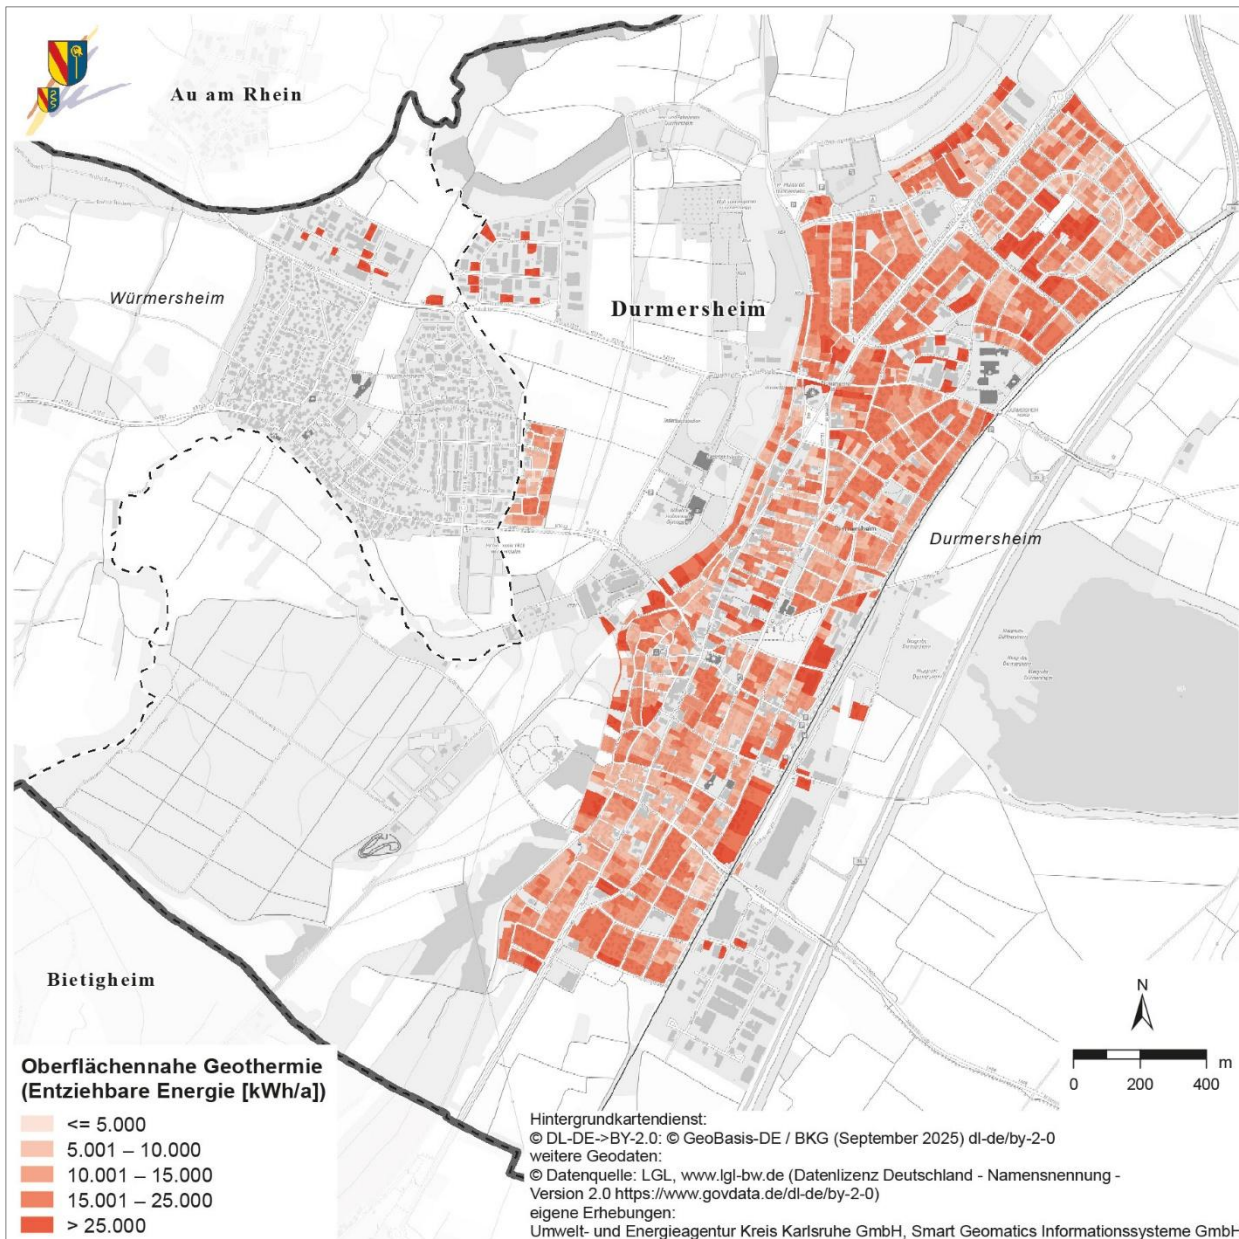 Au am Rhein
Würmersheim
Durmersheim
Durmersheim
Durmersheim
Bietigheim
N
0 200 400 m
Oberflächennahe Geothermie
(Entziehbare Energie [kWh/a])
<= 5.000
5.001 – 10.000
10.001 – 15.000
15.001 – 25.000
> 25.000
Hintergrundkartendienst:
© DL-DE->BY-2.0: © GeoBasis-DE / BKG (September 2025) dl-de/by-2-0
weitere Geodaten:
© Datenquelle: LGL, www.lgl-bw.de (Datenlizenz Deutschland - Namensnennung -
Version 2.0 https://www.govdata.de/dl-de/by-2-0)
eigene Erhebungen:
Umwelt- und Energieagentur Kreis Karlsruhe GmbH, Smart Geomatics Informationssysteme GmbH